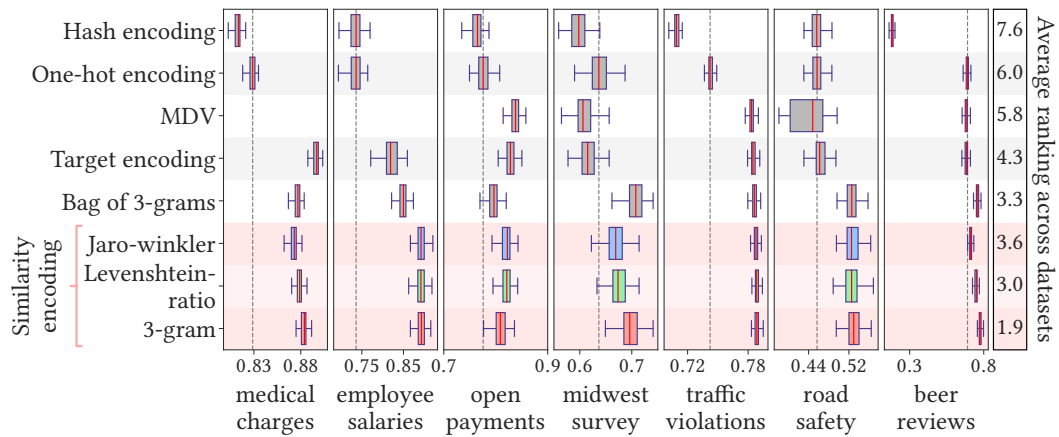 Hash encoding
One-hot encoding
MDV
Target encoding
Bag of 3-grams
Similarity
encoding
Jaro-winkler
Levenshtein-
ratio
3-gram
7.6
6.0
5.8
4.3
3.3
3.6
3.0
1.9
Average ranking across datasets
0.83 0.88
0.75 0.85
0.7 0.9
0.6 0.7
0.72 0.78
0.44 0.52
0.3 0.8
medical
charges
employee
salaries
open
payments
midwest
survey
traffic
violations
road
safety
beer
reviews